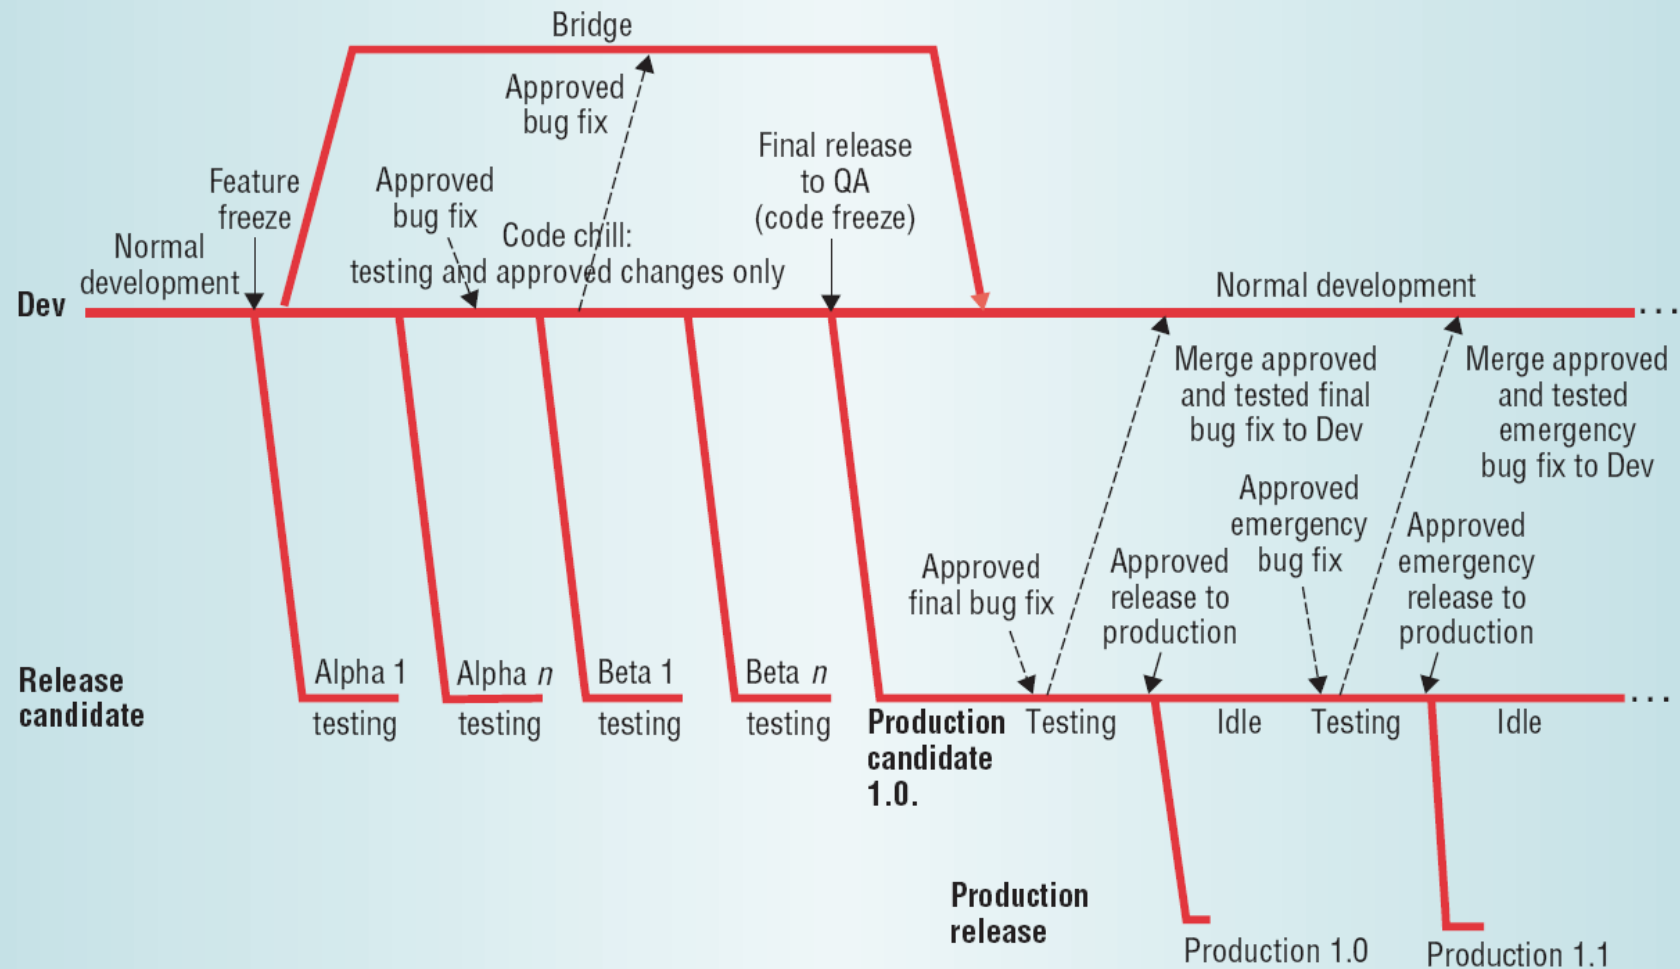 Bridge
Approved
bug fix
Final release
to QA
(code freeze)
Feature
freeze
Approved
bug fix
Code chill:
testing and approved changes only
Normal
development
Dev
Normal development
...
Merge approved
and tested final
bug fix to Dev
Merge approved
and tested
emergency
bug fix to Dev
Approved
emergency
bug fix
Approved
emergency
release to
production
Approved
final bug fix
Approved
release to
production
Release
candidate
Alpha 1
testing
Alpha n
testing
Beta 1
testing
Beta n
testing
Production
candidate
1.0.
Testing
Idle
Testing
Idle
...
Production
release
Production 1.0
Production 1.1